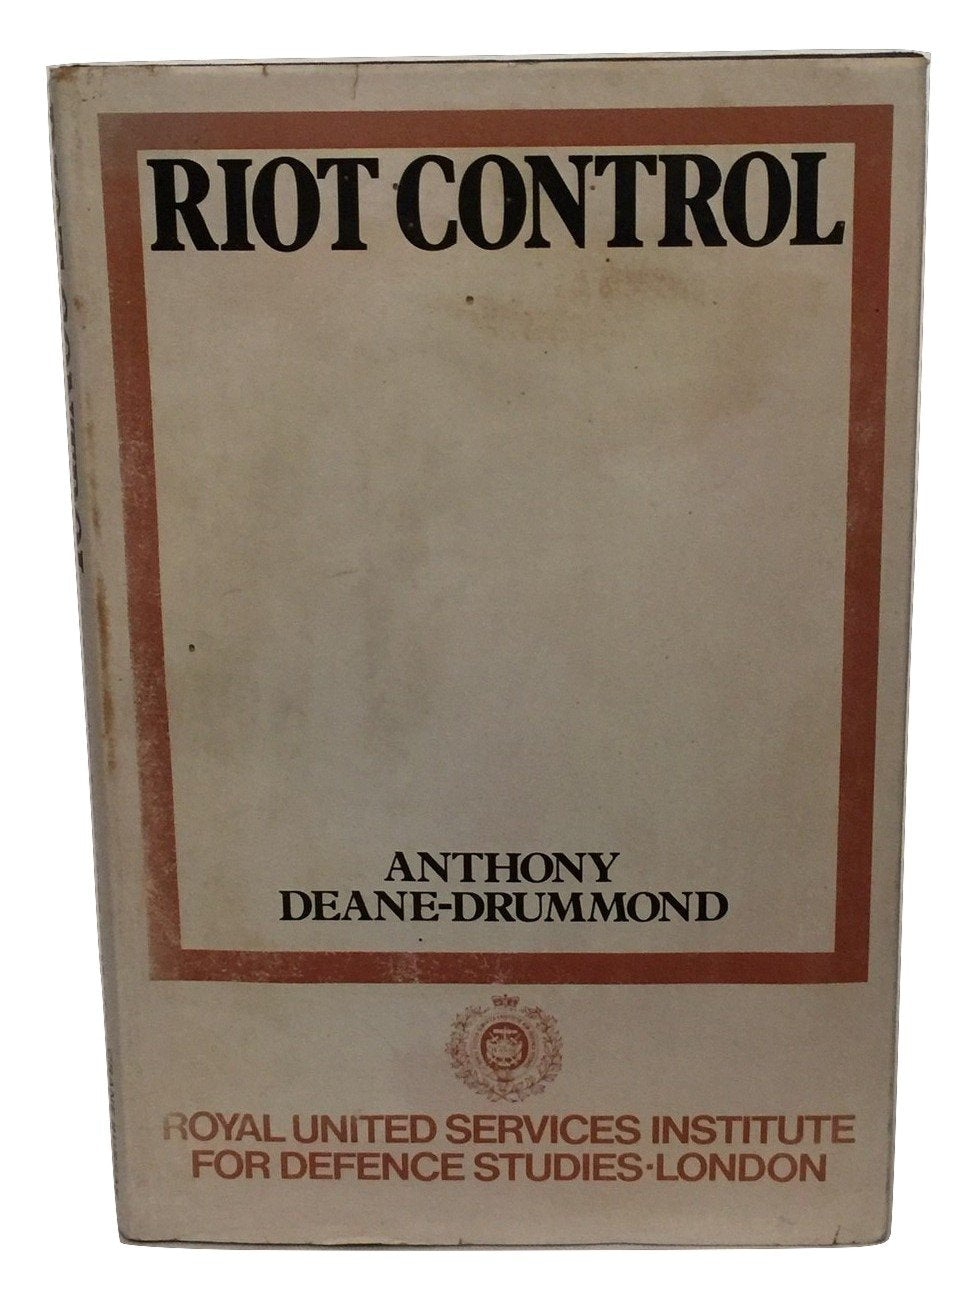 RIOT CONTROL
ANTHONY
DEANE-DRUMMOND
ROYAL UNITED SERVICES INSTITUTE
FOR DEFENCE STUDIES·LONDON